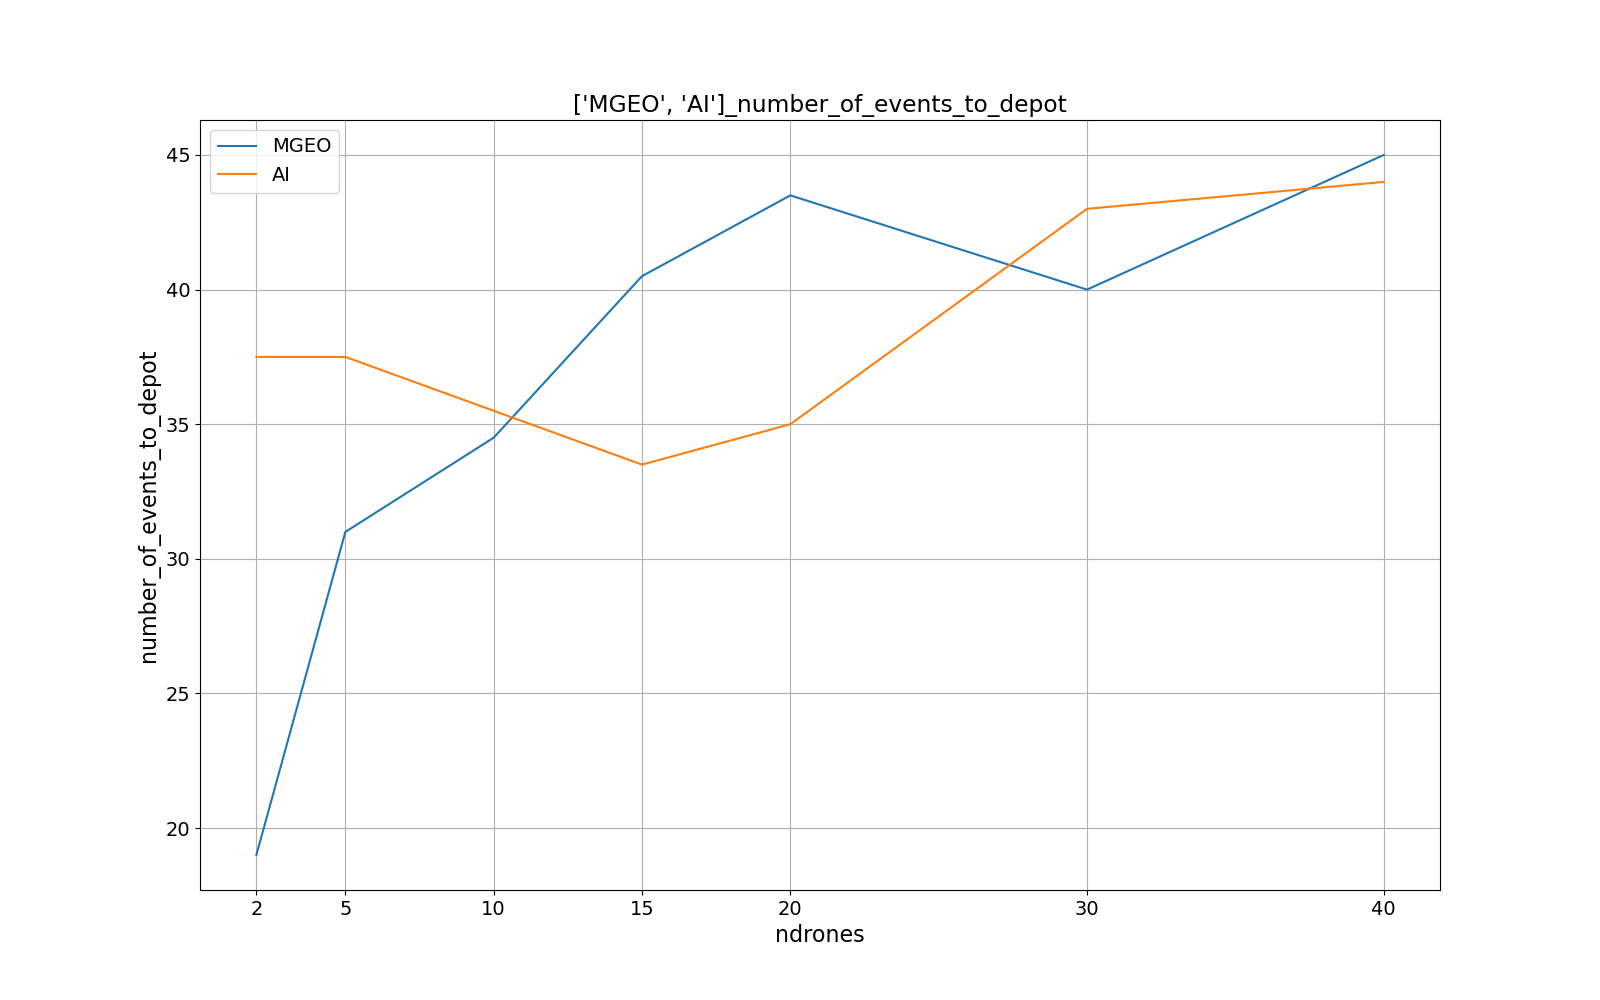 ['MGEO', 'AI']_number_of_events_to_depot
MGEO
AI
45
40
35
30
25
20
number_of_events_to_depot
2 5 10 15 20 30 40
ndrones